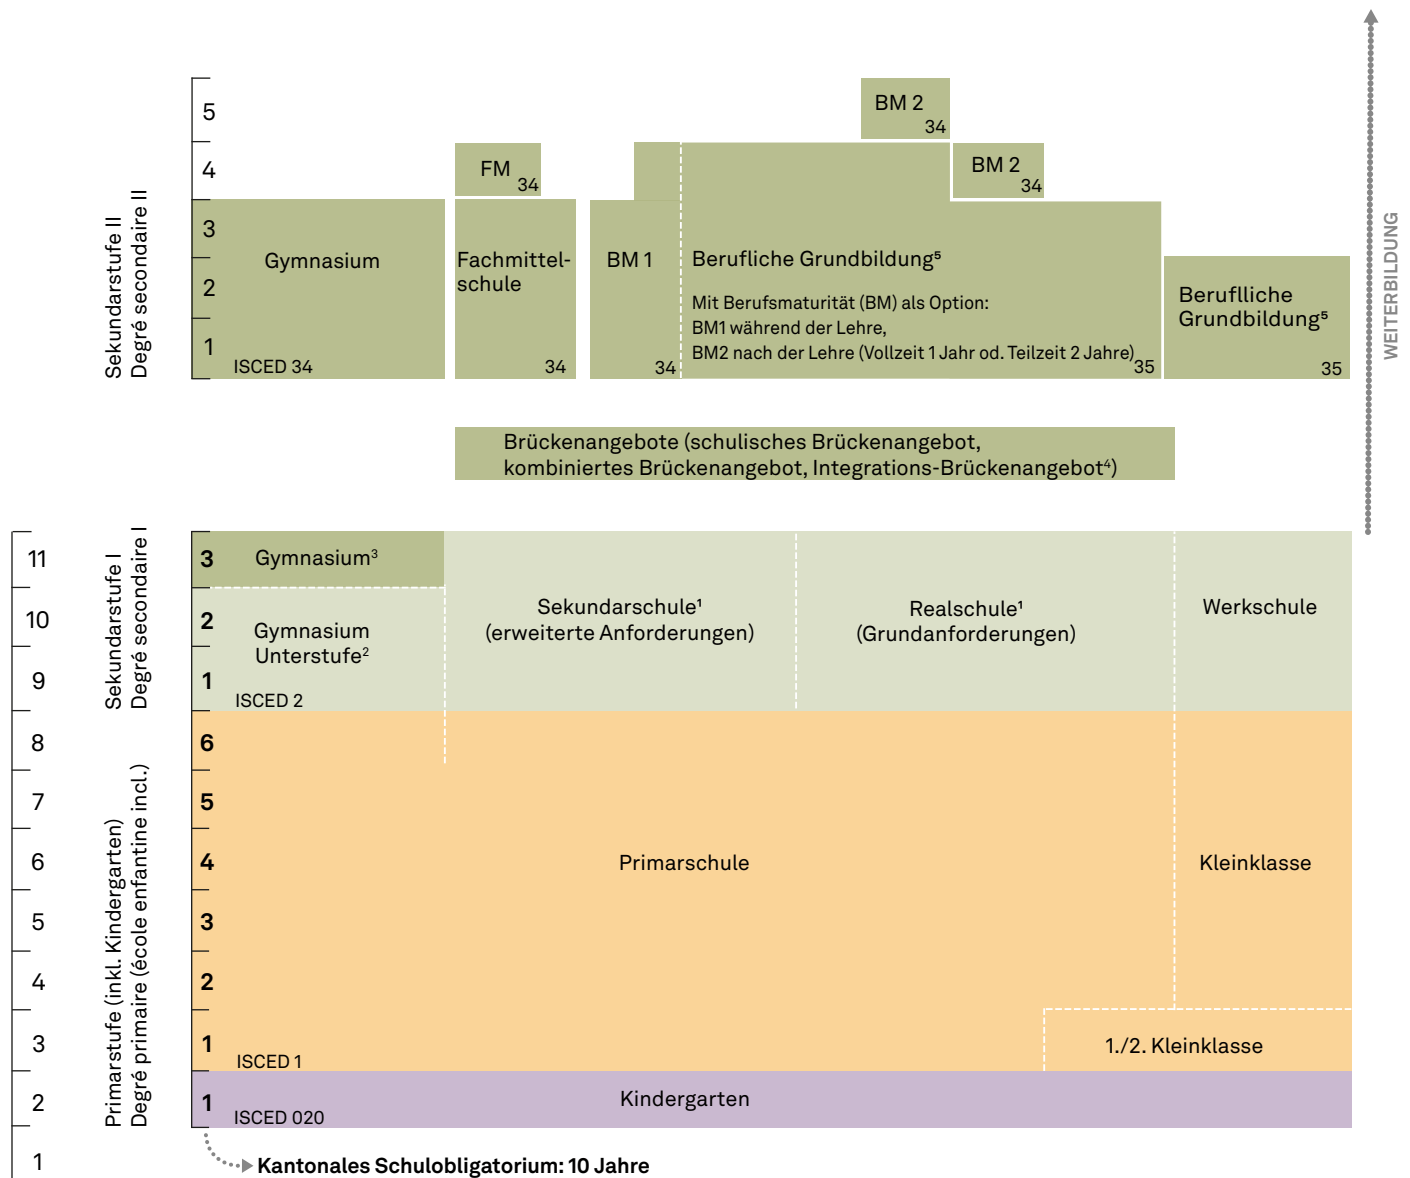 5
BM 2
34
4
FM
34
BM 2
34
Sekundarstufe II
Degré secondaire II
3
Gymnasium
Fachmittel-
schule
BM 1
Berufliche Grundbildung⁵
2
Mit Berufsmaturität (BM) als Option:
BM1 während der Lehre,
BM2 nach der Lehre (Vollzeit 1 Jahr od. Teilzeit 2 Jahre)
Beruflliche
Grundbildung⁵
1
ISCED 34
34
34
35
35
WEITERBILDUNG
Brückenangebote (schulisches Brückenangebot,
kombiniertes Brückenangebot, Integrations-Brückenangebot⁴)
Sekundarstufe I
Degré secondaire I
11
3
Gymnasium³
10
2
Gymnasium
Unterstufe²
Sekundarschule¹
(erweiterte Anforderungen)
Realschule¹
(Grundanforderungen)
Werkschule
9
1
ISCED 2
Primarstufe (inkl. Kindergarten)
Degré primaire (école enfantine incl.)
8
6
7
5
6
4
Primarschule
Kleinklasse
5
3
4
2
3
1
ISCED 1
1./2. Kleinklasse
2
1
ISCED 020
Kindergarten
1
Kantonales Schulobligatorium: 10 Jahre